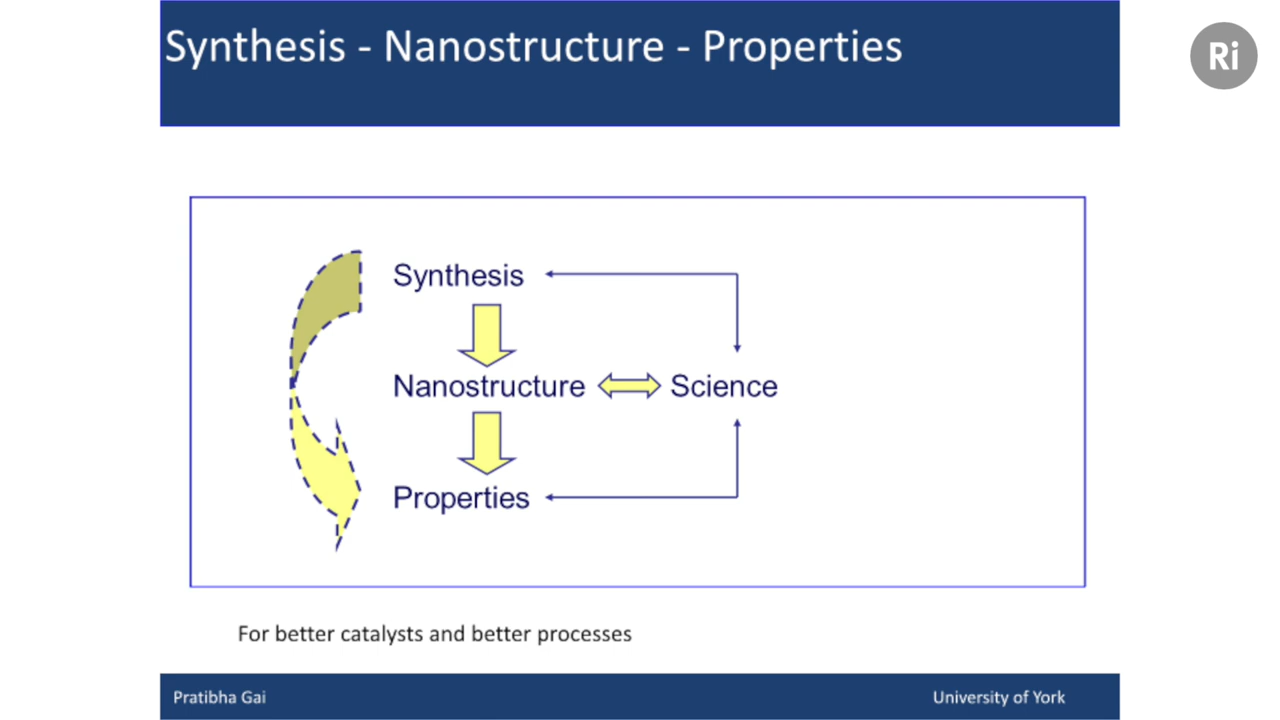 Synthesis - Nanostructure - Properties
Ri
Synthesis
Nanostructure
Science
Properties
For better catalysts and better processes
Pratibha Gai
University of York